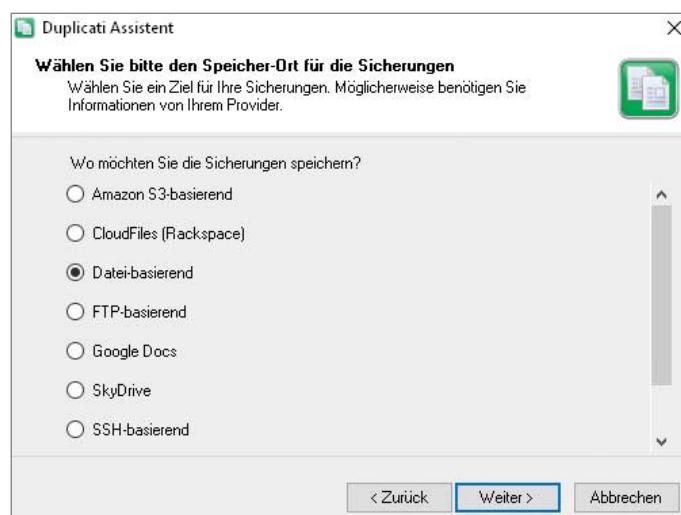 Duplicati Assistent
Wählen Sie bitte den Speicher-Ort für die Sicherungen
Wählen Sie ein Ziel für Ihre Sicherungen. Möglicherweise benötigen Sie
Informationen von Ihrem Provider.
Wo möchten Sie die Sicherungen speichern?
Amazon S3-basierend
CloudFiles (Rackspace)
Datei-basierend
FTP-basierend
Google Docs
SkyDrive
SSH-basierend
< Zurück Weiter > Abbrechen